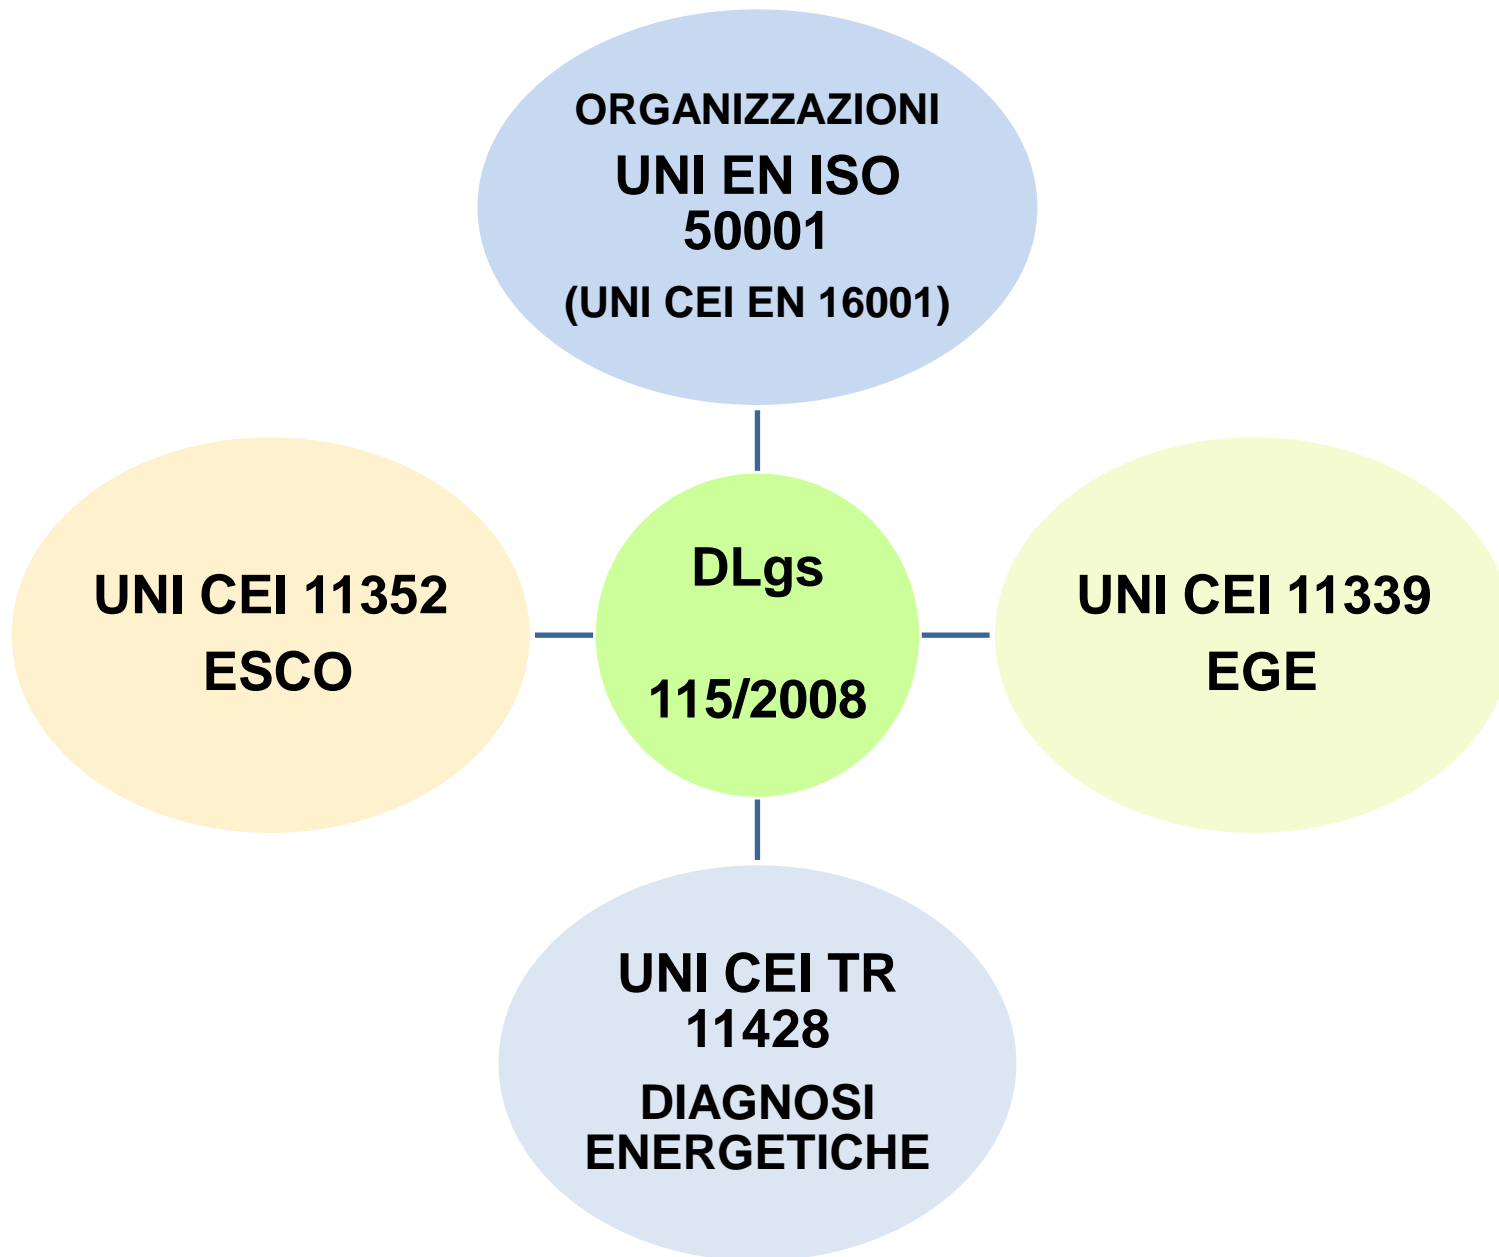 ORGANIZZAZIONI
UNI EN ISO
50001
(UNI CEI EN 16001)
UNI CEI 11352
ESCO
DLgs
115/2008
UNI CEI 11339
EGE
UNI CEI TR
11428
DIAGNOSI
ENERGETICHE